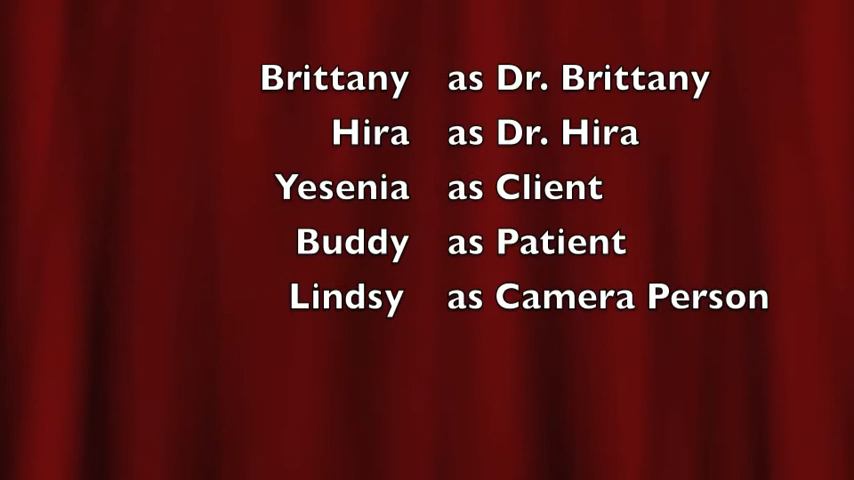 Brittany as Dr. Brittany
Hira as Dr. Hira
Yesenia as Client
Buddy as Patient
Lindsy as Camera Person